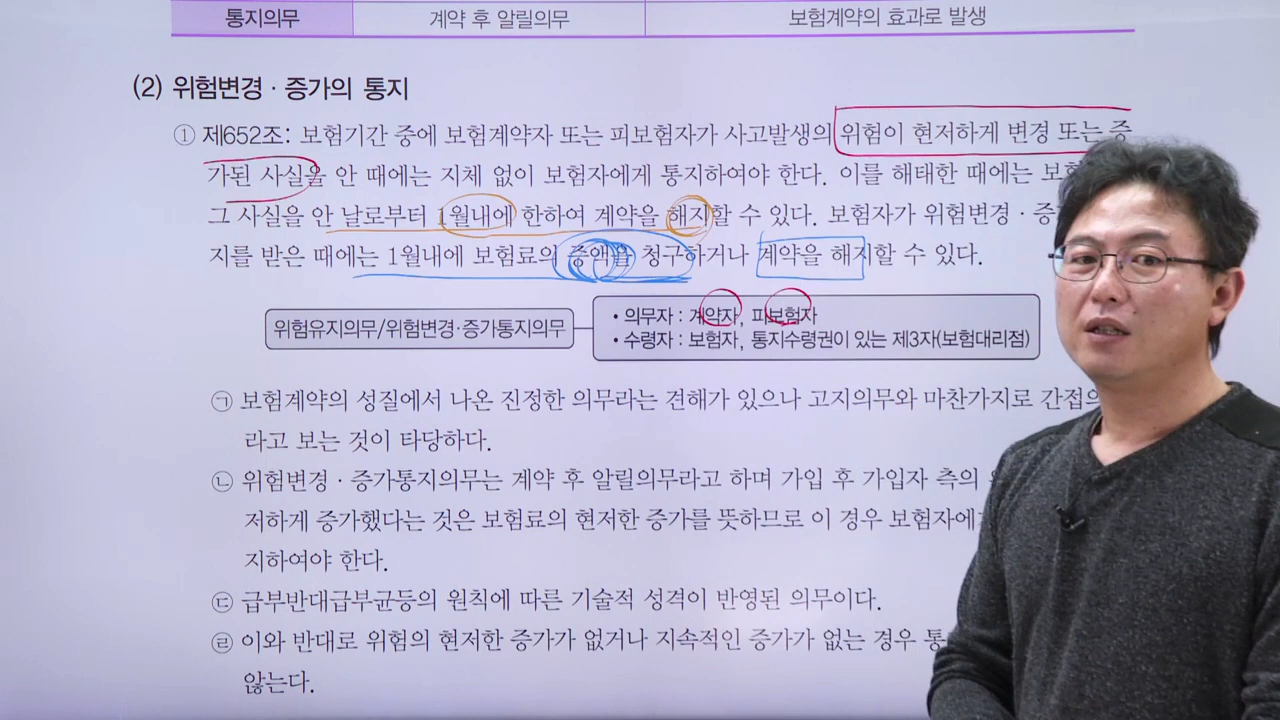 통지의무 계약 후 알릴의무 보험계약의 효과로 발생
(2) 위험변경 · 증가의 통지
① 제652조: 보험기간 중에 보험계약자 또는 피보험자가 사고발생의 위험이 현저하게 변경 또는 증
가된 사실을 안 때에는 지체 없이 보험자에게 통지하여야 한다. 이를 해태한 때에는
그 사실을 안 날로부터 1월내에 한하여 계약을 해지할 수 있다. 보험자가 위험변경 ·
지를 받은 때에는 1월내에 보험료의 증액을 청구하거나 계약을 해지할 수 있다.
위험유지의무/위험변경·증가통지의무
• 의무자 : 계약자, 피보험자
• 수령자 : 보험자, 통지수령권이 있는 제3자(보험대리점)
㉠ 보험계약의 성질에서 나온 진정한 의무라는 견해가 있으나 고지의무와 마찬가지로
라고 보는 것이 타당하다.
㉡ 위험변경 · 증가통지의무는 계약 후 알릴의무라고 하며 가입 후 가입자 측의
저하게 증가했다는 것은 보험료의 현저한 증가를 뜻하므로 이 경우
지하여야 한다.
㉢ 급부반대급부균등의 원칙에 따른 기술적 성격이 반영된 의무이다.
㉣ 이와 반대로 위험의 현저한 증가가 없거나 지속적인 증가가 없는 경우
않는다.